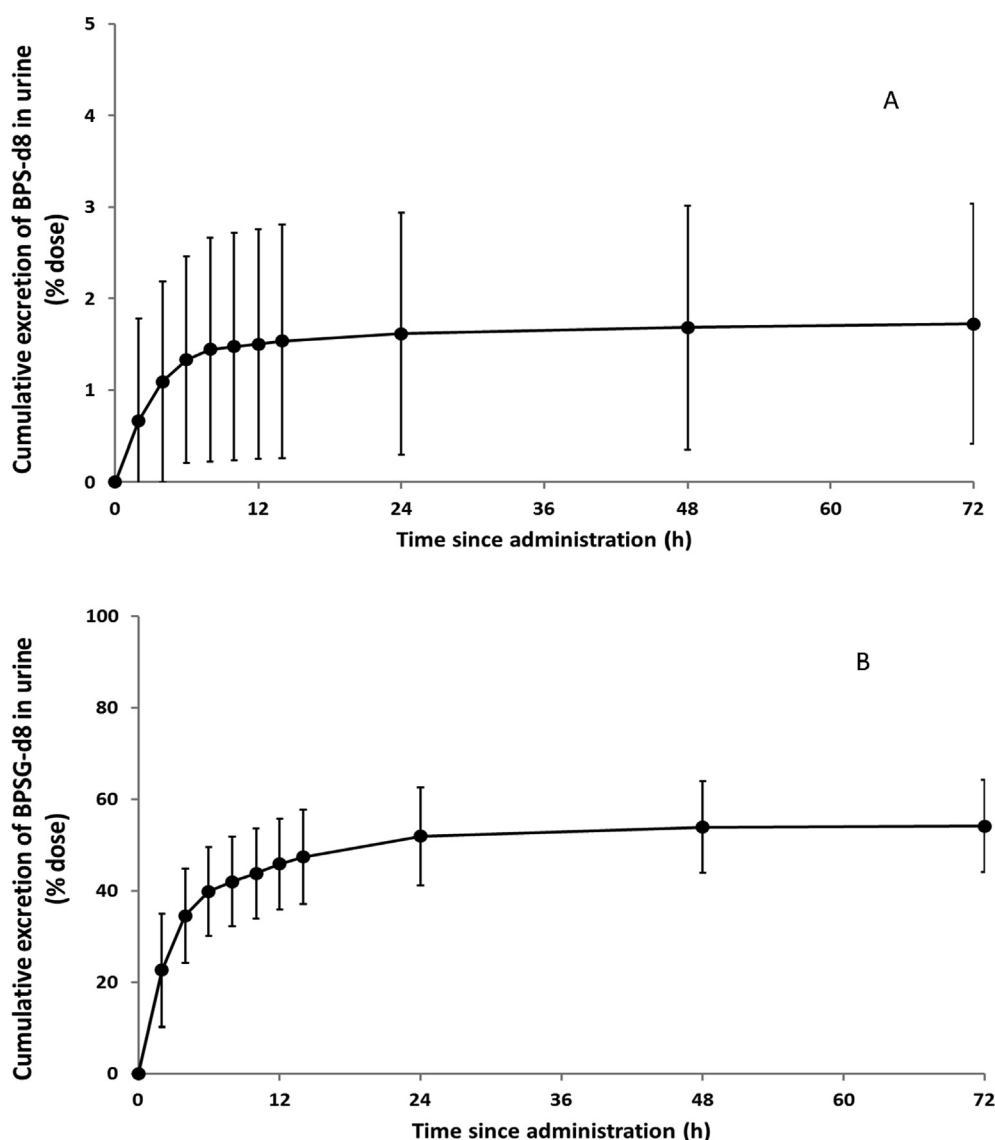 5
A
4
3
2
1
0
0 12 24 36 48 60 72
Cumulative excretion of BPS-d8 in urine
(% dose)
Time since administration (h)
100
B
80
60
40
20
0
0 12 24 36 48 60 72
Cumulative excretion of BPSG-d8 in urine
(% dose)
Time since administration (h)